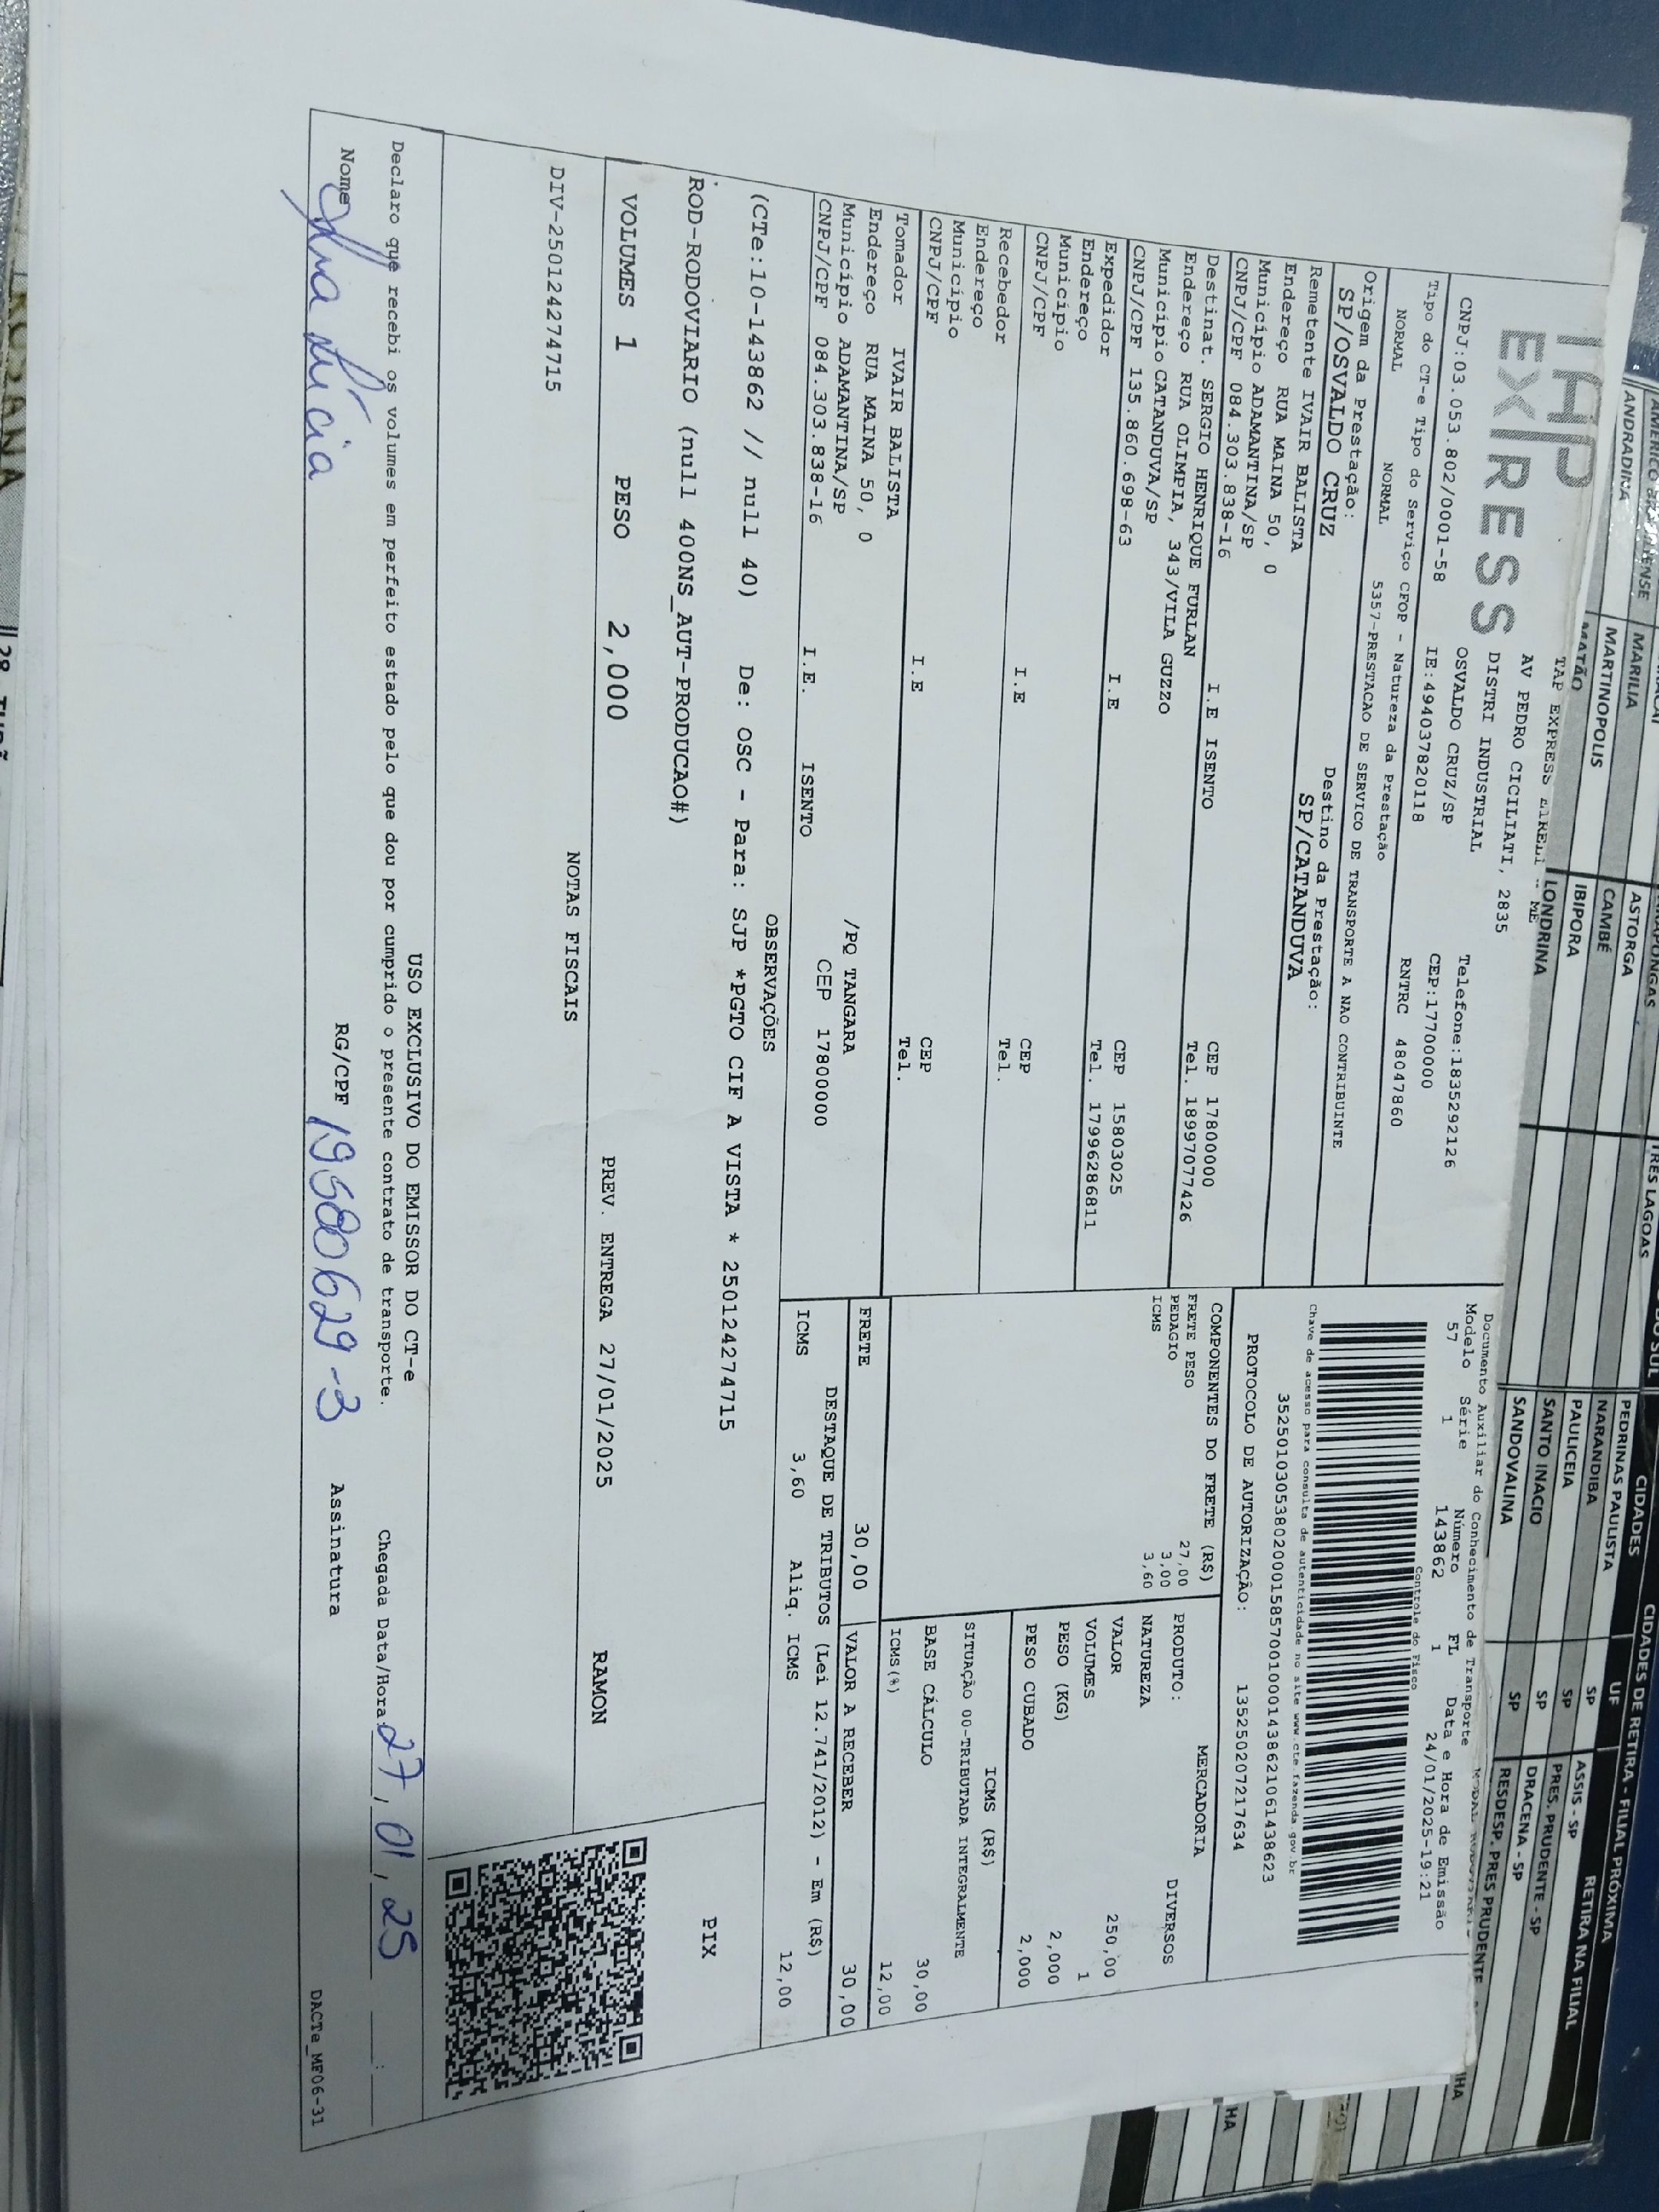 TAP
EXPRESS
TAP EXPRESS EIRELI - ME
AV PEDRO CICILIATI, 2835
DISTRI INDUSTRIAL
OSVALDO CRUZ/SP
Telefone:1835292126
CNPJ:03.053.802/0001-58 IE:494037820118 CEP:17700000
Tipo do CT-e Tipo do Serviço CFOP - Natureza da Prestação RNTRC 48047860
NORMAL NORMAL 5357-PRESTACAO DE SERVICO DE TRANSPORTE A NAO CONTRIBUINTE
Origem da Prestação: Destino da Prestação:
SP/OSVALDO CRUZ SP/CATANDUVA
Remetente IVAIR BALISTA
Endereço RUA MAINA 50, 0
Município ADAMANTINA/SP CEP 17800000
CNPJ/CPF 084.303.838-16 I.E ISENTO Tel. 18997077426
Destinat. SERGIO HENRIQUE FURLAN
Endereço RUA OLIMPIA, 343/VILA GUZZO
Município CATANDUVA/SP CEP 15803025
CNPJ/CPF 135.860.698-63 I.E Tel. 17996286811
Expedidor
Endereço
Município CEP
CNPJ/CPF I.E Tel.
Recebedor
Endereço
Município CEP
CNPJ/CPF I.E Tel.
Tomador IVAIR BALISTA
Endereço RUA MAINA 50, 0 /PQ TANGARA
Município ADAMANTINA/SP CEP 17800000
CNPJ/CPF 084.303.838-16 I.E. ISENTO
Documento Auxiliar do Conhecimento de Transporte
Modelo Série Número FL Data e Hora de Emissão
57 1 143862 1 24/01/2025-19:21
Controle do Fisco
Chave de acesso para consulta de autenticidade no site www.cte.fazenda.gov.br
35250103053802000158570010001438621061438623
PROTOCOLO DE AUTORIZAÇÃO: 135250207217634
COMPONENTES DO FRETE (R$)
FRETE PESO 27,00
PEDAGIO 3,00
ICMS 3,60
MERCADORIA
PRODUTO: DIVERSOS
NATUREZA
VALOR 250,00
VOLUMES 1
PESO (KG) 2,000
PESO CUBADO 2,000
ICMS (R$)
SITUAÇÃO 00-TRIBUTADA INTEGRALMENTE
BASE CÁLCULO 30,00
ICMS(%) 12,00
FRETE 30,00 VALOR A RECEBER 30,00
DESTAQUE DE TRIBUTOS (Lei 12.741/2012) - Em (R$)
ICMS 3,60 Aliq. ICMS 12,00
OBSERVAÇÕES
(CTe:10-143862 // null 40) De: OSC - Para: SJP *PGTO CIF A VISTA * 250124274715
ROD-RODOVIARIO (null 400NS_AUT-PRODUCAO#)
PIX
VOLUMES 1 PESO 2,000 PREV. ENTREGA 27/01/2025 RAMON
NOTAS FISCAIS
DIV-250124274715
USO EXCLUSIVO DO EMISSOR DO CT-e
Declaro que recebi os volumes em perfeito estado pelo que dou por cumprido o presente contrato de transporte. Chegada Data/Hora 27/01/25 __:__
Nome Ana Lúcia RG/CPF 19580629-3 Assinatura
DACTe_MF06-31
CIDADES DE RETIRA - FILIAL PRÓXIMA
CIDADES UF RETIRA NA FILIAL
PEDRINAS PAULISTA SP ASSIS - SP
NARANDIBA SP PRES. PRUDENTE - SP
PAULICEIA SP DRACENA - SP
SANTO INACIO SP RESDESP. PRES PRUDENTE
SANDOVALINA SP
ANDRADINA
MARILIA
MARTINOPOLIS
MATÃO
ASTORGA
CAMBÉ
IBIPORA
LONDRINA
TRES LAGOAS